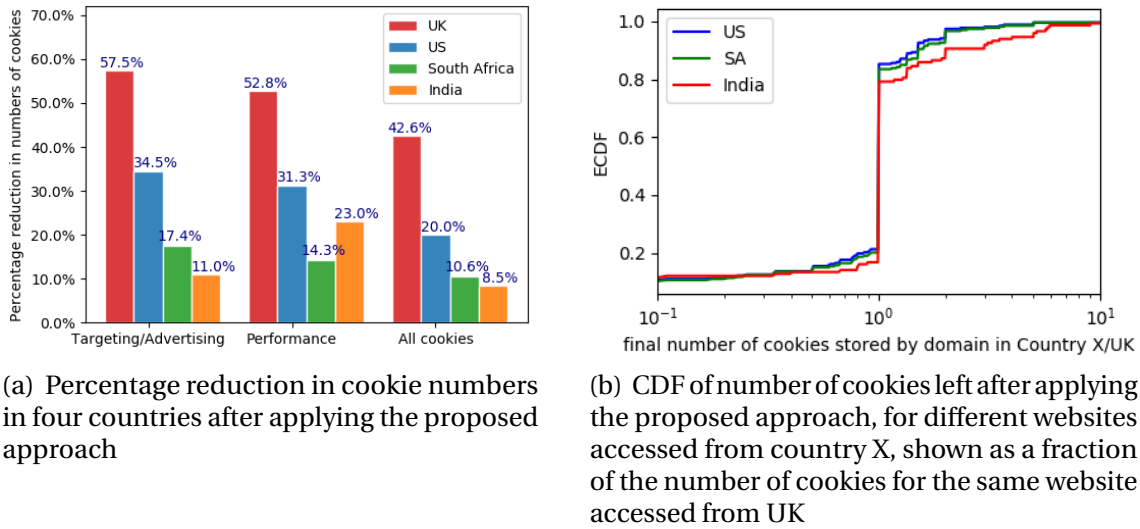 70.0%
60.0%
50.0%
40.0%
30.0%
20.0%
10.0%
0.0%
Percentage reduction in numbers of cookies
UK
US
South Africa
India
57.5%
34.5%
17.4%
11.0%
52.8%
31.3%
14.3%
23.0%
42.6%
20.0%
10.6%
8.5%
Targeting/Advertising
Performance
All cookies
(a) Percentage reduction in cookie numbers
in four countries after applying the proposed
approach
1.0
0.8
0.6
0.4
0.2
ECDF
US
SA
India
10⁻¹
10⁰
10¹
final number of cookies stored by domain in Country X/UK
(b) CDF of number of cookies left after applying
the proposed approach, for different websites
accessed from country X, shown as a fraction
of the number of cookies for the same website
accessed from UK